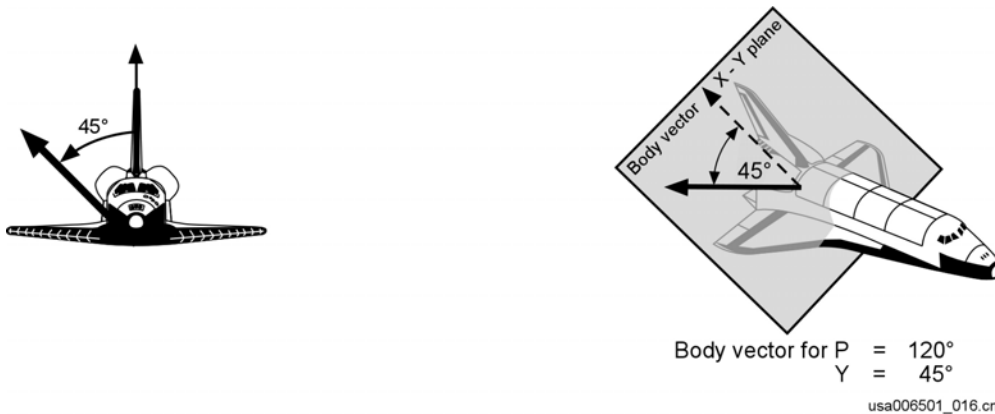 45°
X - Y plane
Body vector
45°
Body vector for P = 120°
Y = 45°
usa006501_016.cr